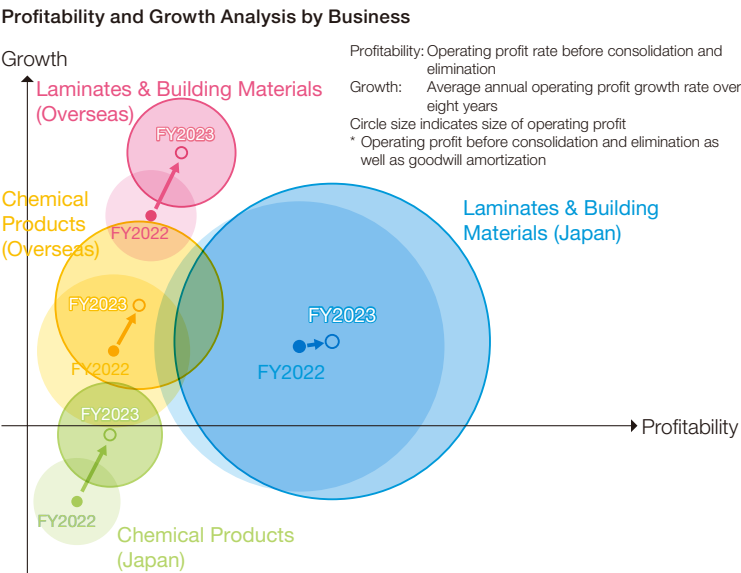 Profitability and Growth Analysis by Business
Growth
Profitability: Operating profit rate before consolidation and
elimination
Growth: Average annual operating profit growth rate over
eight years
Circle size indicates size of operating profit
* Operating profit before consolidation and elimination as
well as goodwill amortization
Laminates & Building Materials
(Overseas)
FY2023
FY2022
Chemical
Products
(Overseas)
FY2023
FY2022
Laminates & Building
Materials (Japan)
FY2023
FY2022
FY2023
FY2022
Chemical Products
(Japan)
Profitability